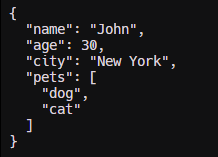 {
  "name": "John",
  "age": 30,
  "city": "New York",
  "pets": [
    "dog",
    "cat"
  ]
}